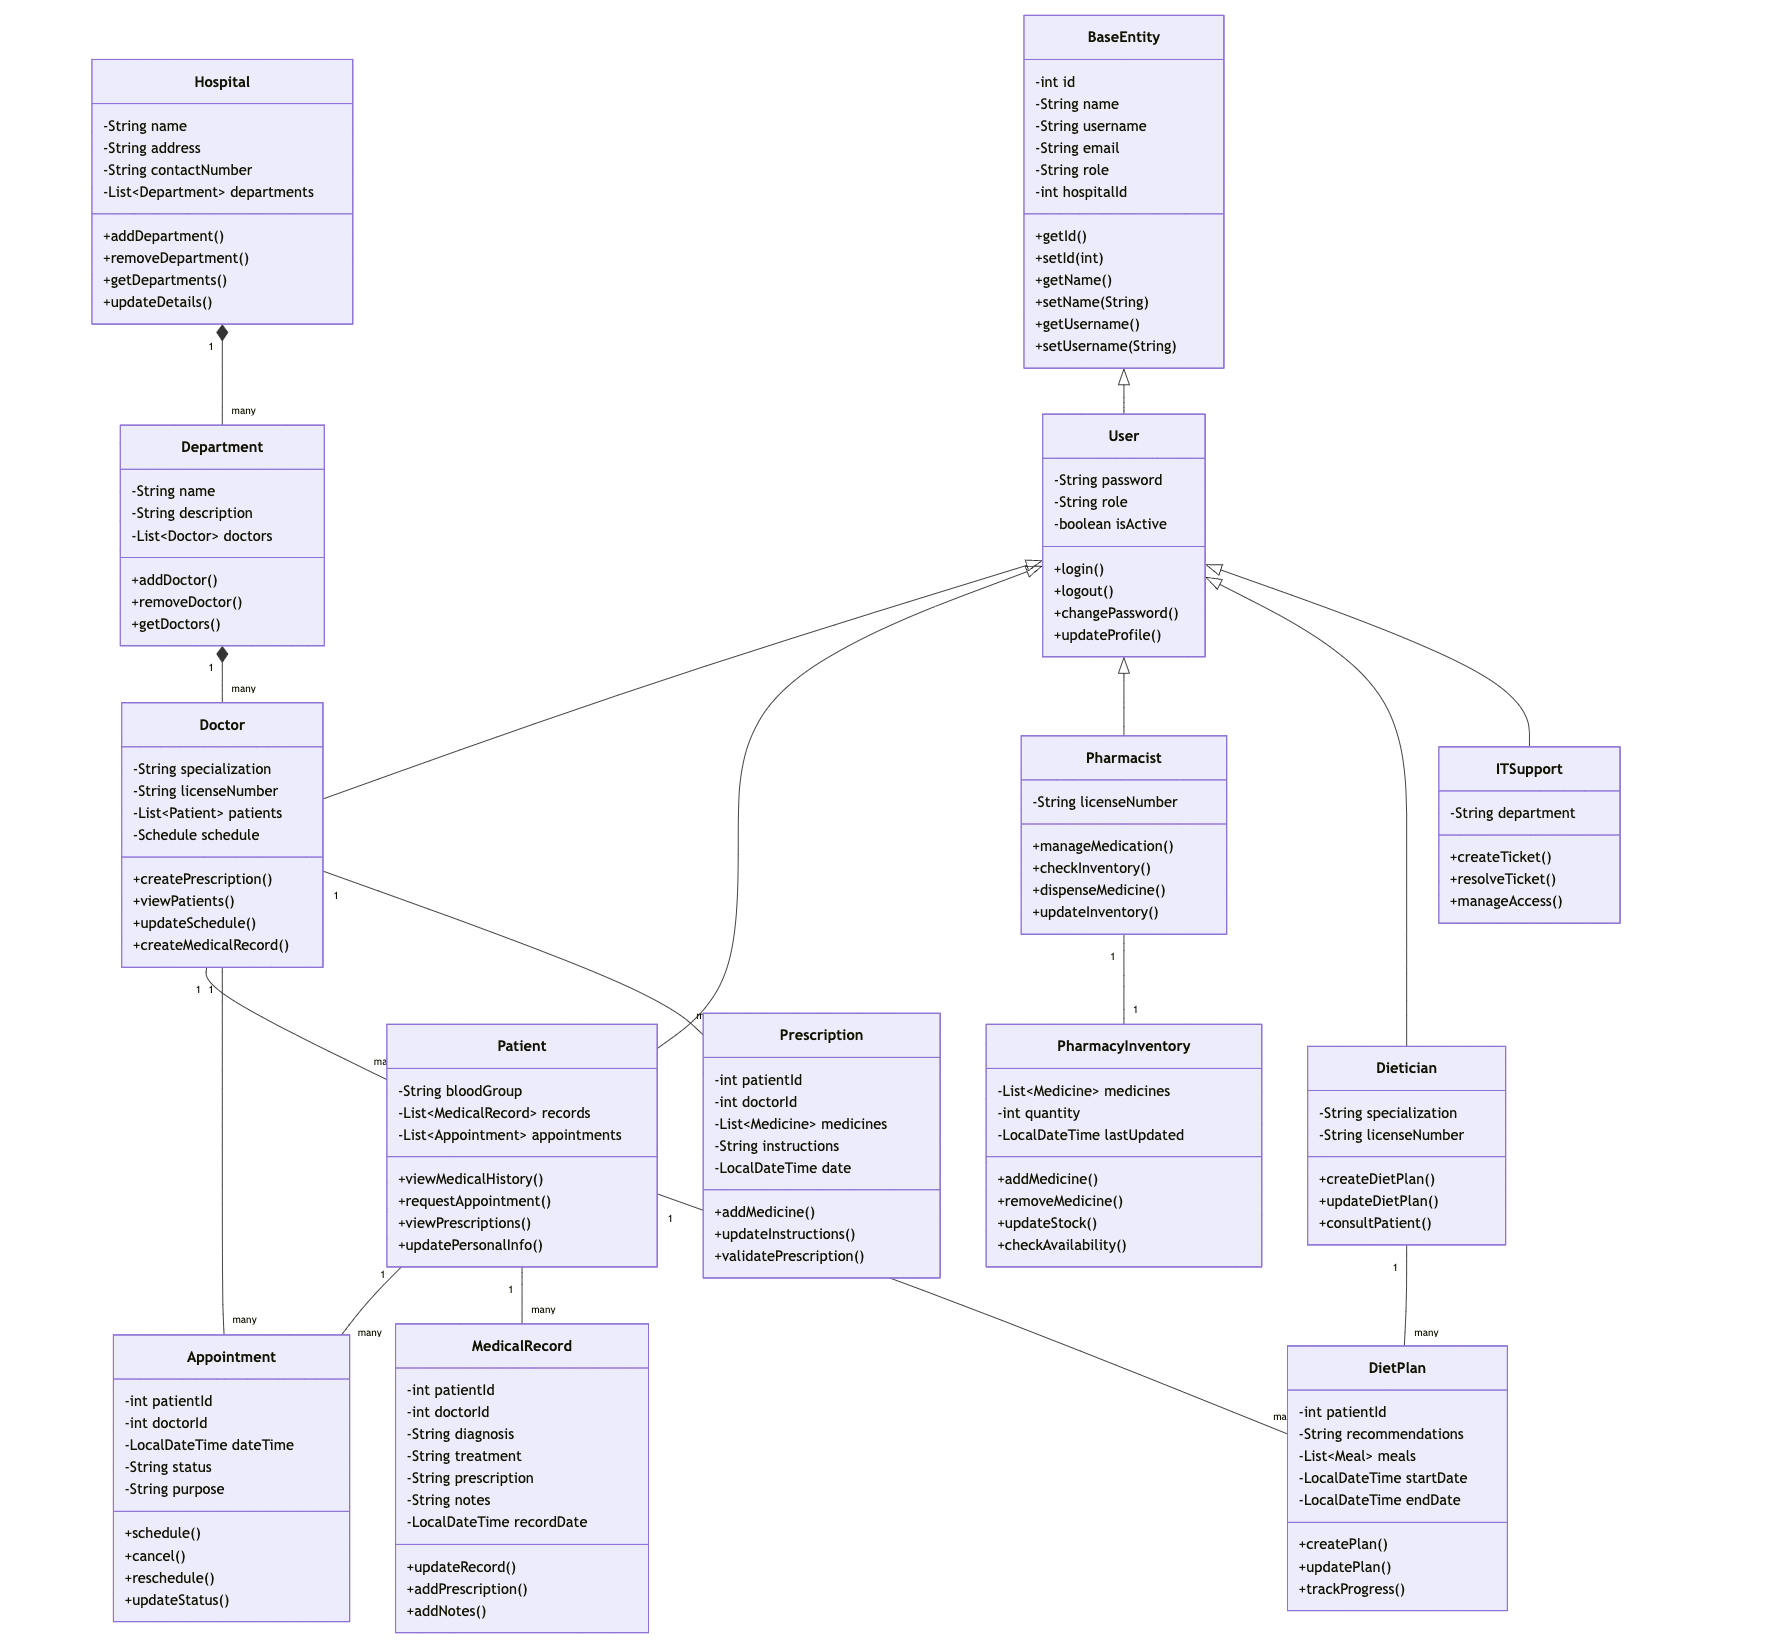 Hospital
-String name
-String address
-String contactNumber
-List<Department> departments
+addDepartment()
+removeDepartment()
+getDepartments()
+updateDetails()
1
many
BaseEntity
-int id
-String name
-String username
-String email
-String role
-int hospitalId
+getId()
+setId(int)
+getName()
+setName(String)
+getUsername()
+setUsername(String)
Department
-String name
-String description
-List<Doctor> doctors
+addDoctor()
+removeDoctor()
+getDoctors()
1
many
User
-String password
-String role
-boolean isActive
+login()
+logout()
+changePassword()
+updateProfile()
Doctor
-String specialization
-String licenseNumber
-List<Patient> patients
-Schedule schedule
+createPrescription()
+viewPatients()
+updateSchedule()
+createMedicalRecord()
1
1 1
Pharmacist
-String licenseNumber
+manageMedication()
+checkInventory()
+dispenseMedicine()
+updateInventory()
1
1
ITSupport
-String department
+createTicket()
+resolveTicket()
+manageAccess()
ma
Patient
-String bloodGroup
-List<MedicalRecord> records
-List<Appointment> appointments
+viewMedicalHistory()
+requestAppointment()
+viewPrescriptions()
+updatePersonalInfo()
1
1
1
Prescription
-int patientId
-int doctorId
-List<Medicine> medicines
-String instructions
-LocalDateTime date
+addMedicine()
+updateInstructions()
+validatePrescription()
PharmacyInventory
-List<Medicine> medicines
-int quantity
-LocalDateTime lastUpdated
+addMedicine()
+removeMedicine()
+updateStock()
+checkAvailability()
Dietician
-String specialization
-String licenseNumber
+createDietPlan()
+updateDietPlan()
+consultPatient()
1
many
many
many
many
Appointment
-int patientId
-int doctorId
-LocalDateTime dateTime
-String status
-String purpose
+schedule()
+cancel()
+reschedule()
+updateStatus()
MedicalRecord
-int patientId
-int doctorId
-String diagnosis
-String treatment
-String prescription
-String notes
-LocalDateTime recordDate
+updateRecord()
+addPrescription()
+addNotes()
ma
DietPlan
-int patientId
-String recommendations
-List<Meal> meals
-LocalDateTime startDate
-LocalDateTime endDate
+createPlan()
+updatePlan()
+trackProgress()